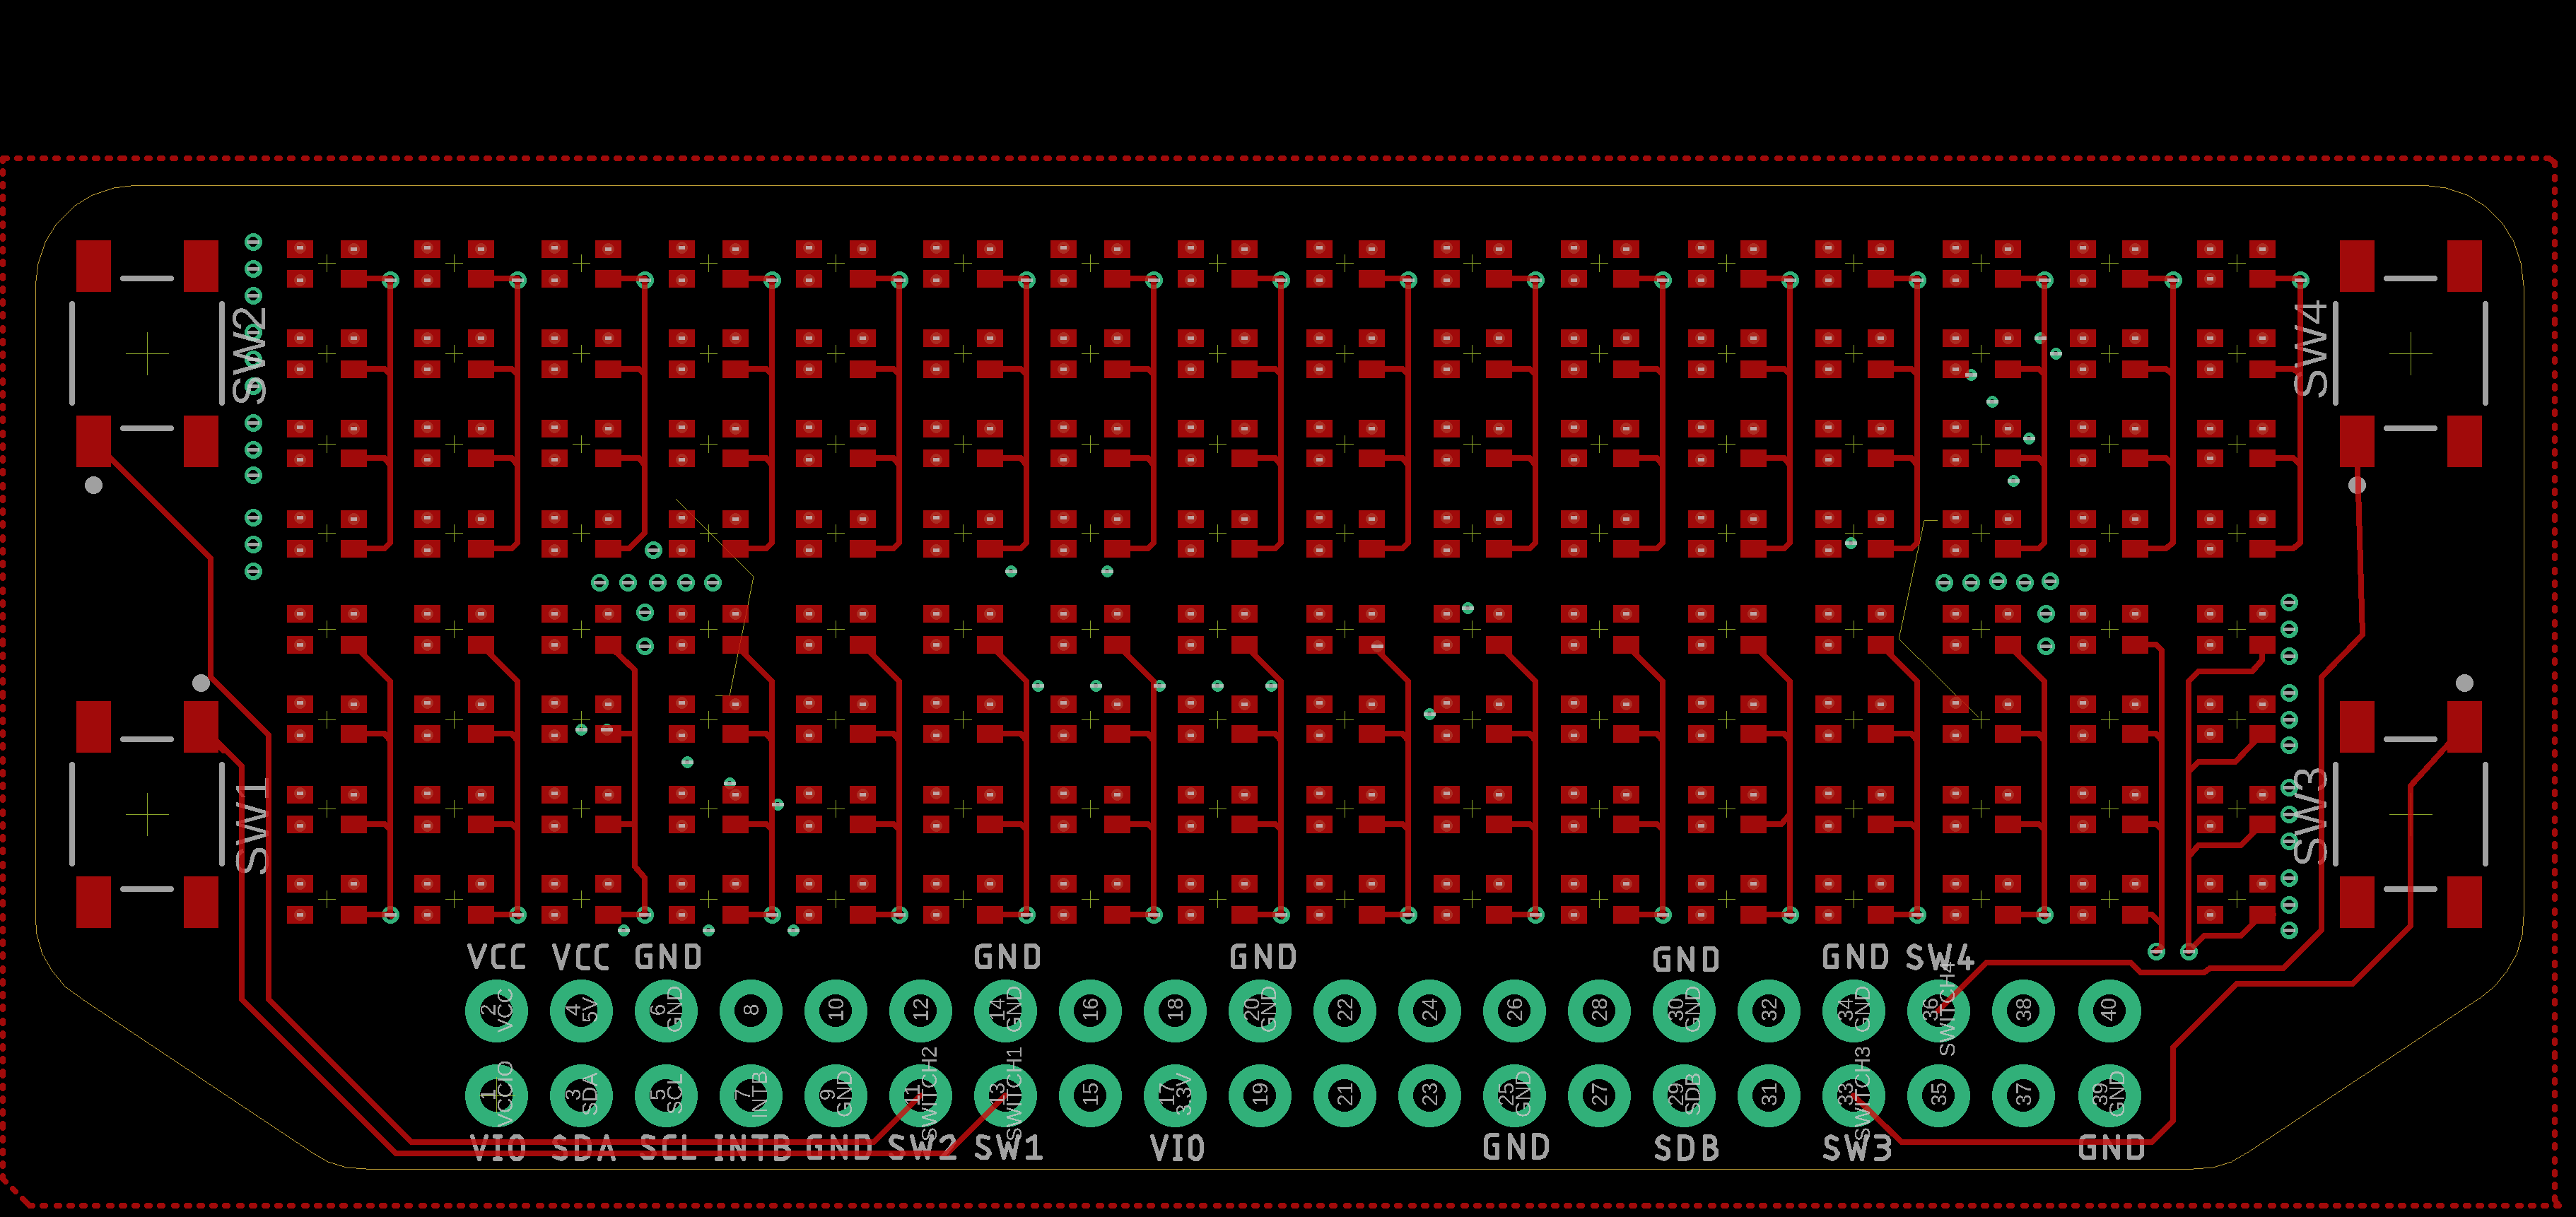 SW2
SW4
SW1
SW3
VCC VCC GND GND GND GND GND SW4
2 4 6 8 10 12 14 16 18 20 22 24 26 28 30 32 34 36 38 40
VCC 5V GND GND GND GND GND SWITCH4
1 3 5 7 9 11 13 15 17 19 21 23 25 27 29 31 33 35 37 39
VCCIO SDA SCL INTB GND SWITCH2 SWITCH1 3.3V GND SDB SWITCH3 GND
VIO SDA SCL INTB GND SW2 SW1 VIO GND SDB SW3 GND